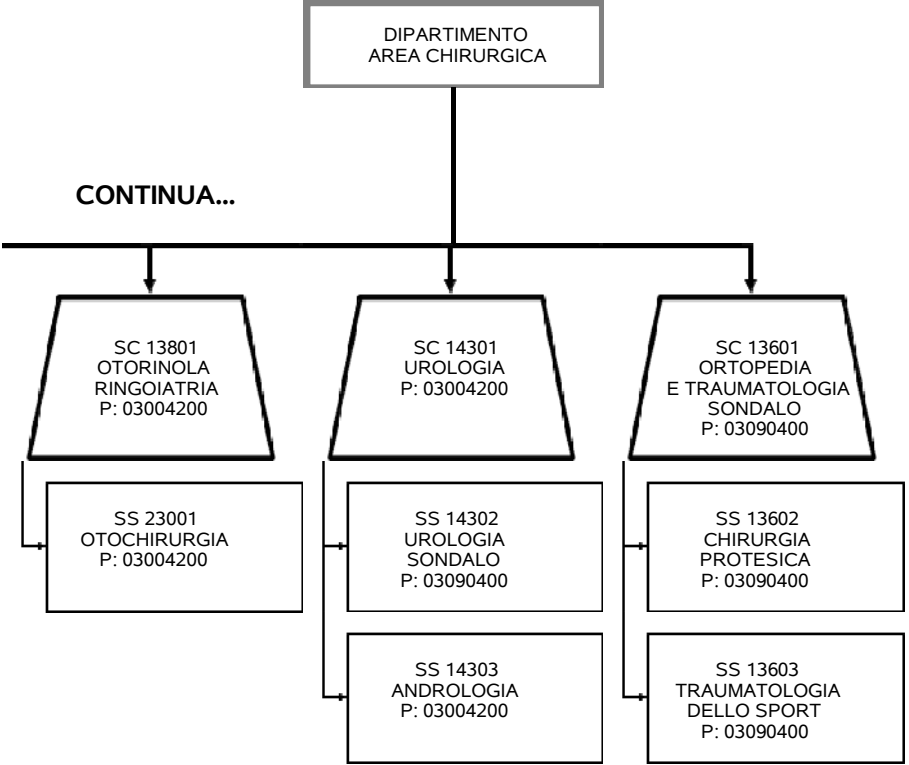 DIPARTIMENTO
AREA CHIRURGICA
CONTINUA...
SC 13801
OTORINOLA
RINGOIATRIA
P: 03004200
SC 14301
UROLOGIA
P: 03004200
SC 13601
ORTOPEDIA
E TRAUMATOLOGIA
SONDALO
P: 03090400
SS 23001
OTOCHIRURGIA
P: 03004200
SS 14302
UROLOGIA
SONDALO
P: 03090400
SS 13602
CHIRURGIA
PROTESICA
P: 03090400
SS 14303
ANDROLOGIA
P: 03004200
SS 13603
TRAUMATOLOGIA
DELLO SPORT
P: 03090400